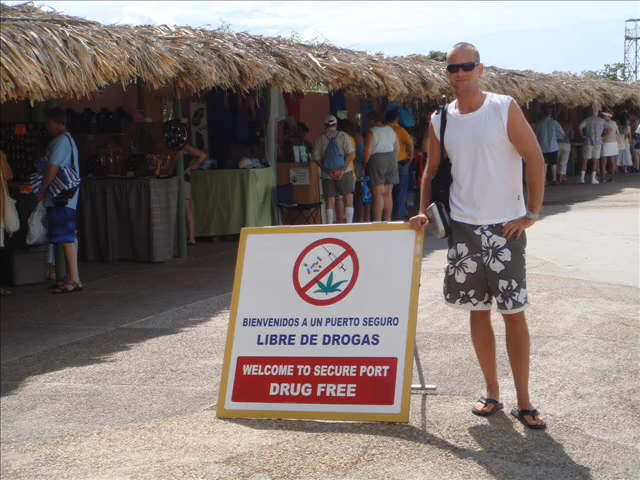 BIENVENIDOS A UN PUERTO SEGURO
LIBRE DE DROGAS
WELCOME TO SECURE PORT
DRUG FREE